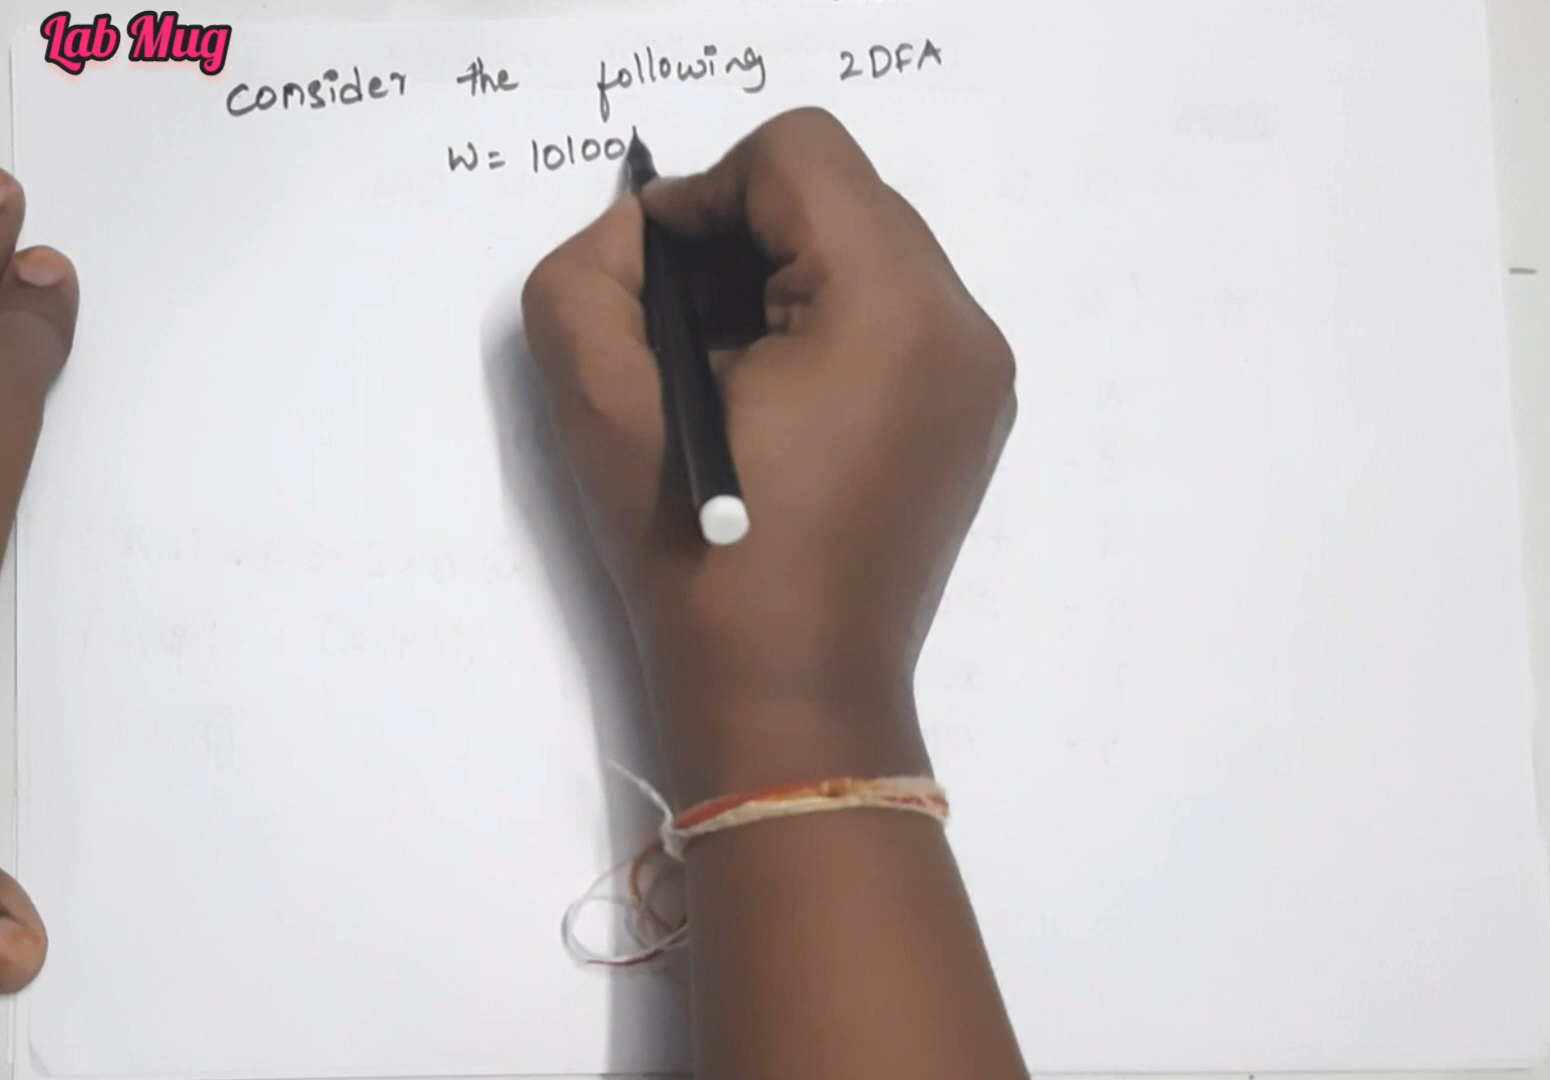 Lab Mug
consider the following 2DFA
W = 10100